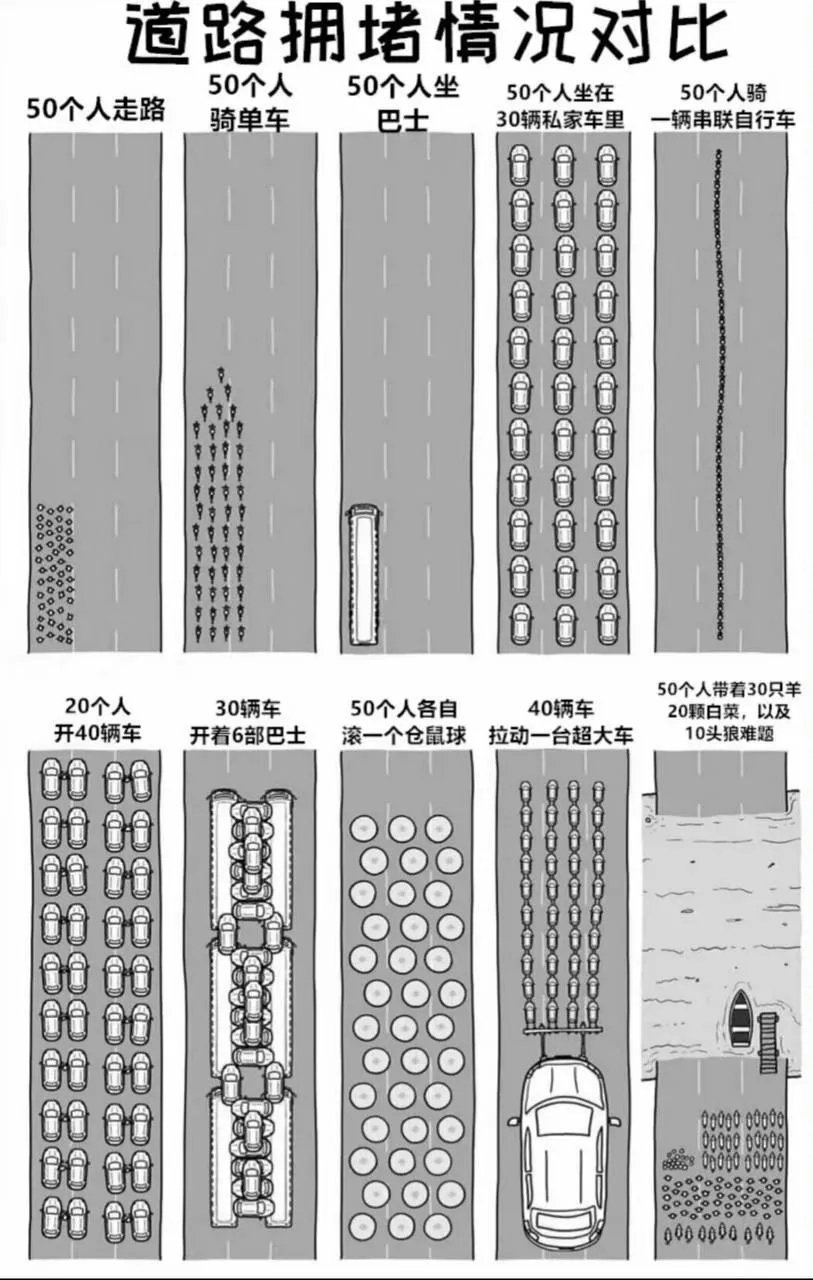 道路拥堵情况对比
50个人走路
50个人
骑单车
50个人坐
巴士
50个人坐在
30辆私家车里
50个人骑
一辆串联自行车
20个人
开40辆车
30辆车
开着6部巴士
50个人各自
滚一个仓鼠球
40辆车
拉动一台超大车
50个人带着30只羊
20颗白菜，以及
10头狼难题